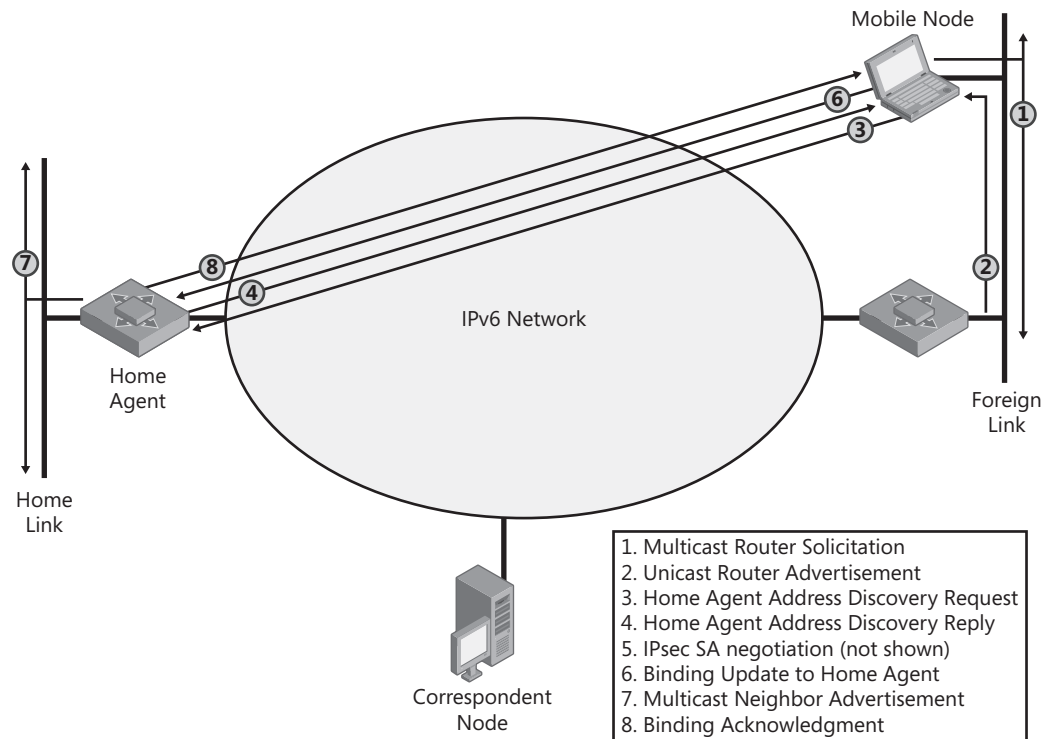 Mobile Node
6
1
3
7
8
2
4
IPv6 Network
Home
Agent
Foreign
Link
Home
Link
1. Multicast Router Solicitation
2. Unicast Router Advertisement
3. Home Agent Address Discovery Request
4. Home Agent Address Discovery Reply
5. IPsec SA negotiation (not shown)
6. Binding Update to Home Agent
7. Multicast Neighbor Advertisement
8. Binding Acknowledgment
Correspondent
Node